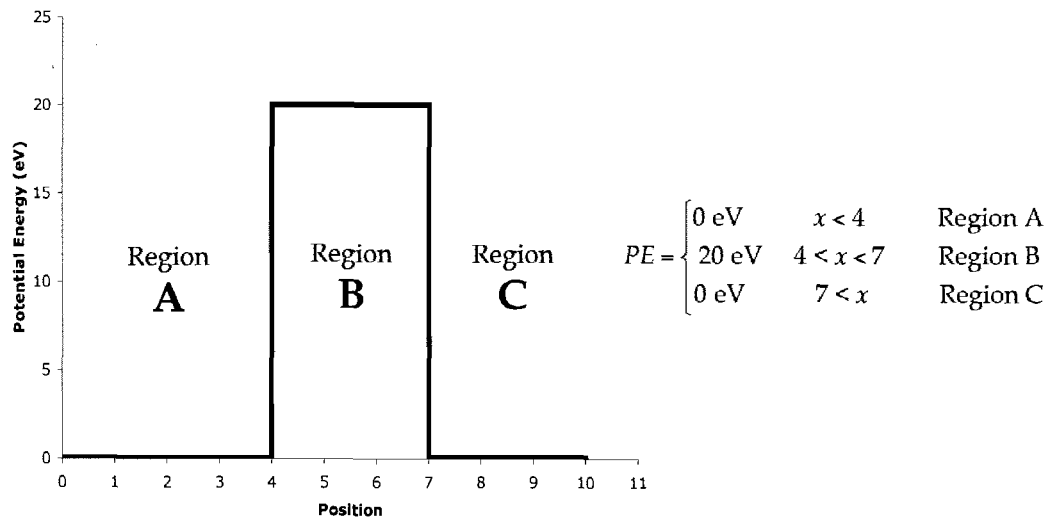 25
20
15
10
5
0
Potential Energy (eV)
Region
A
Region
B
Region
C
0 1 2 3 4 5 6 7 8 9 10 11
Position
PE = { 0 eV x < 4 Region A
20 eV 4 < x < 7 Region B
0 eV 7 < x Region C